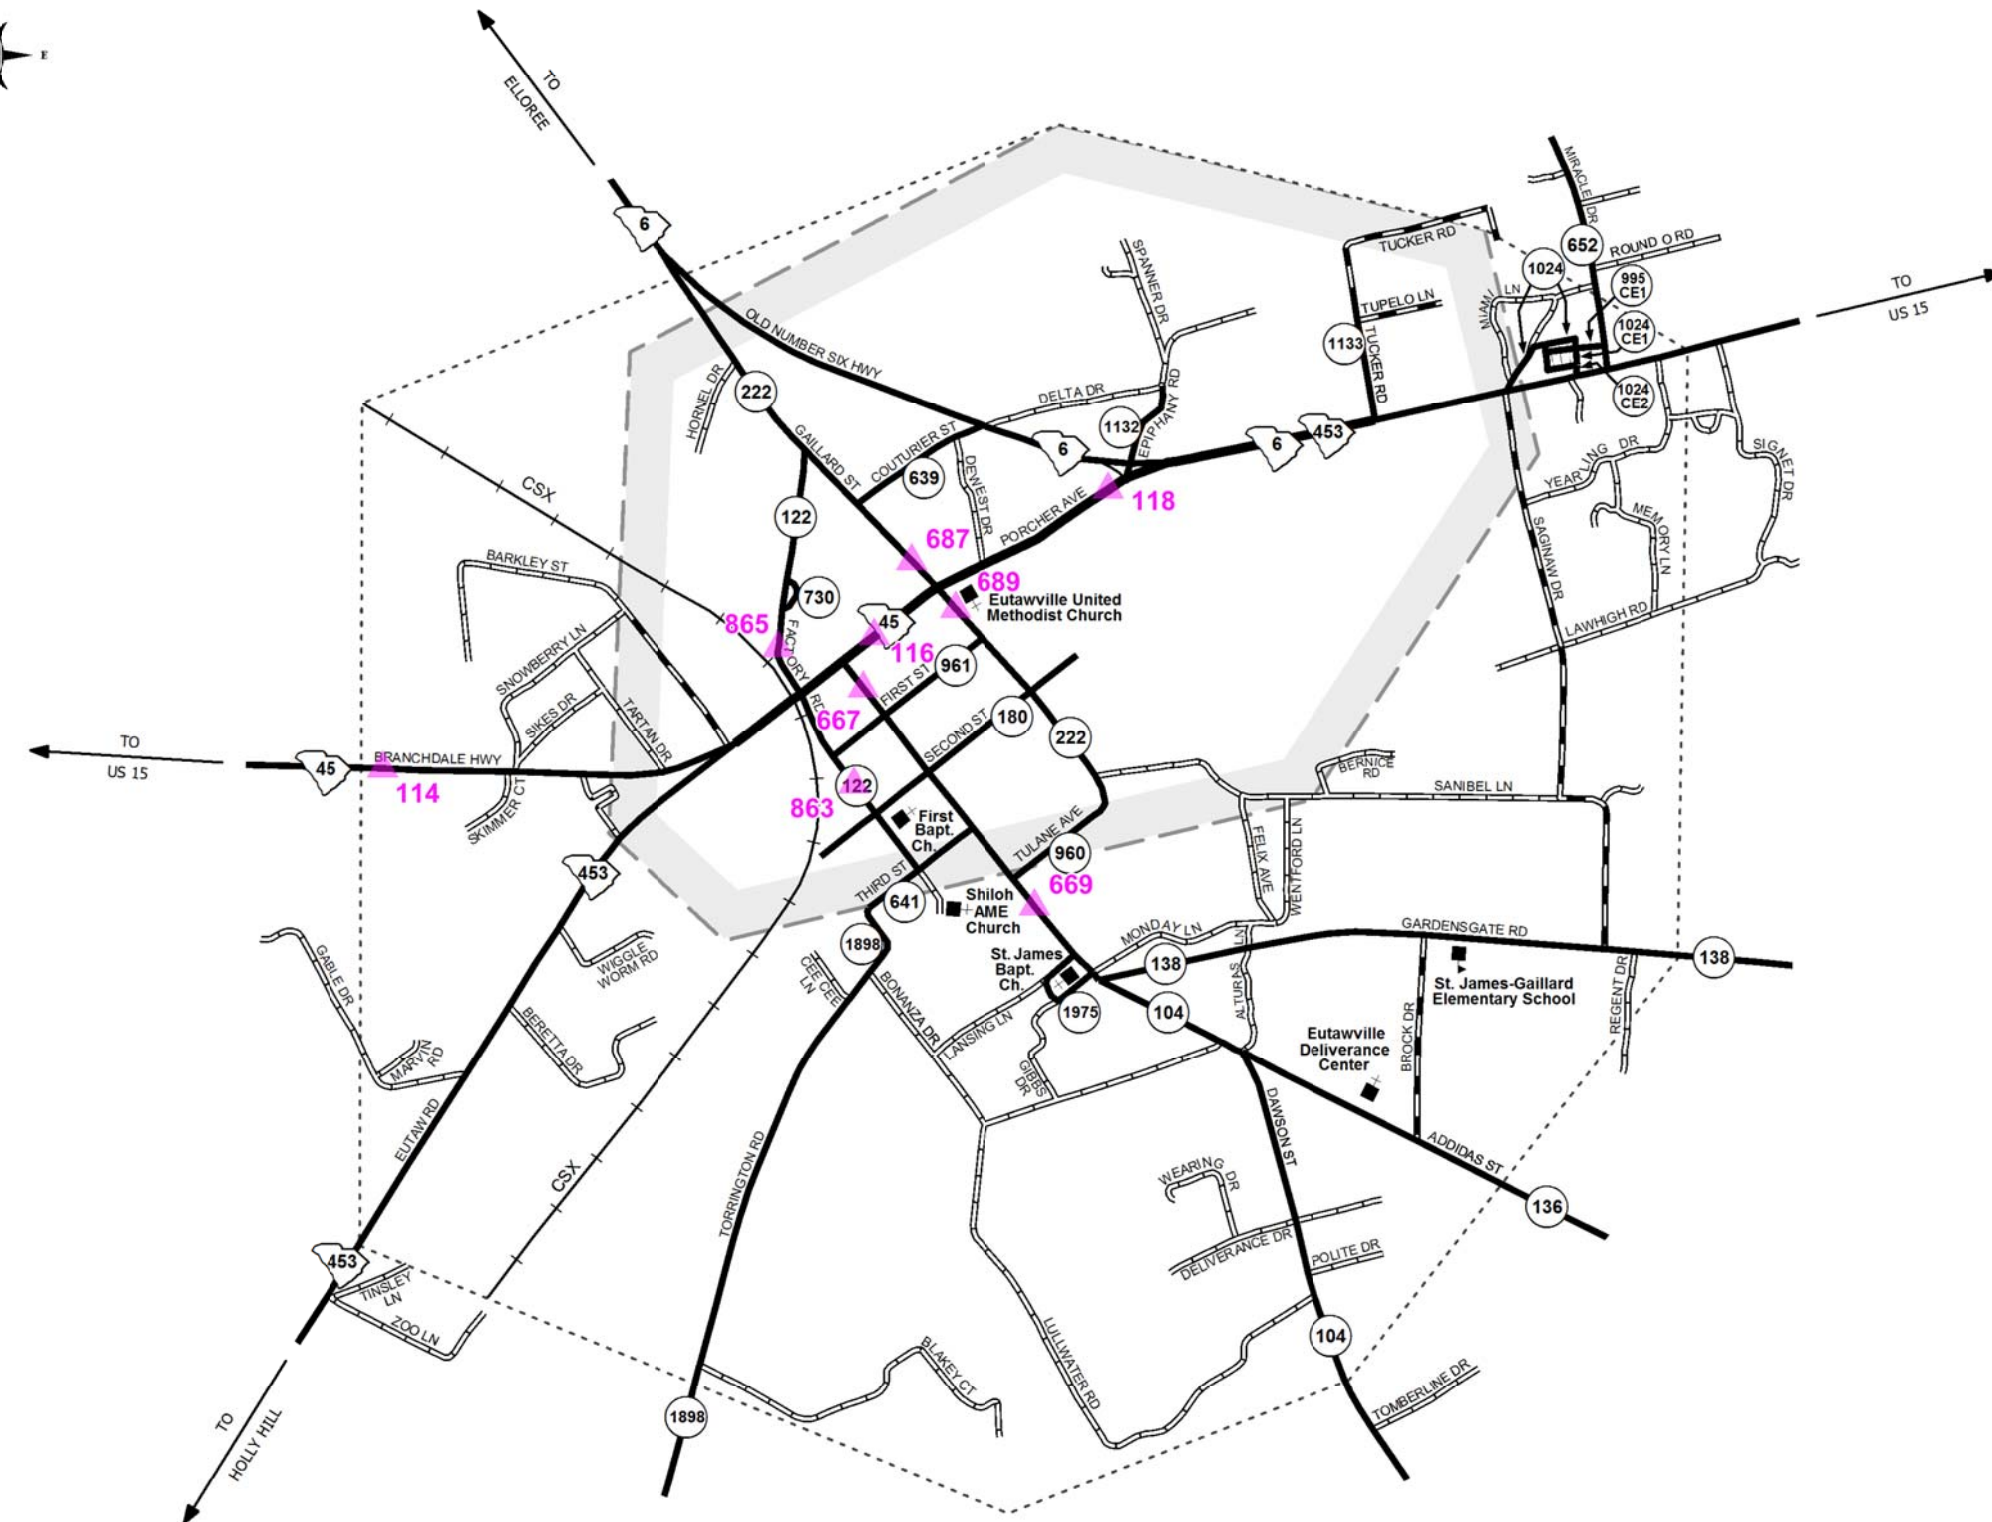 E
TO
ELLOREE
6
MIRACLE DR
TUCKER RD
652
ROUND O RD
SPANNER DR
1024
995
CE1
TO
US 15
MIAMI LN
TUPELO LN
OLD NUMBER SIX HWY
1133
TUCKER RD
1024
CE1
HORNEL DR
222
DELTA DR
EPIPHANY RD
1024
CE2
GAILLARD ST
COUTURIER ST
1132
6
6
453
639
DEWEST DR
YEARLING DR
SIGNET DR
CSX
122
PORCHER AVE
118
MEMORY LN
SAGINAW DR
687
BARKLEY ST
689
730
45
Eutawville United
Methodist Church
865
FACTORY RD
116
LAWHIGH RD
SNOWBERRY LN
FIRST ST
961
SIKES DR
TARTAN DR
667
SECOND ST
180
222
TO
US 15
45
BRANCHDALE HWY
114
SKIMMER CT
122
863
BERNICE
RD
SANIBEL LN
First
Bapt.
Ch.
TULANE AVE
960
FELIX AVE
WENTFORD LN
453
THIRD ST
641
669
Shiloh
AME
Church
1898
MONDAY LN
GARDENSGATE RD
GABLE DR
WIGGLE
WORM RD
CEE CEE
LN
St. James
Bapt.
Ch.
138
138
ALTURAS LN
St. James-Gaillard
Elementary School
BONANZA DR
LANSING LN
1975
104
REGENT DR
BERETTA DR
MARVIN
RD
GIBBS
DR
Eutawville
Deliverance
Center
BROCK DR
EUTAW RD
DAWSON ST
ADDIDAS ST
CSX
TORRINGTON RD
WEARING DR
136
DELIVERANCE DR
POLITE DR
453
TINSLEY
LN
ZOO LN
LULLWATER RD
104
BLAKEY CT
TOMBERLINE DR
1898
TO
HOLLY HILL